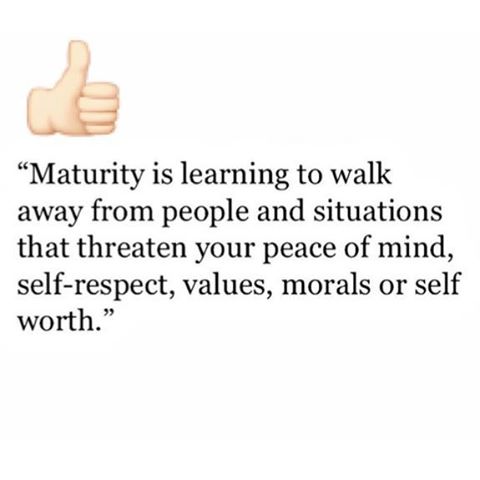 “Maturity is learning to walk
away from people and situations
that threaten your peace of mind,
self-respect, values, morals or self
worth.”